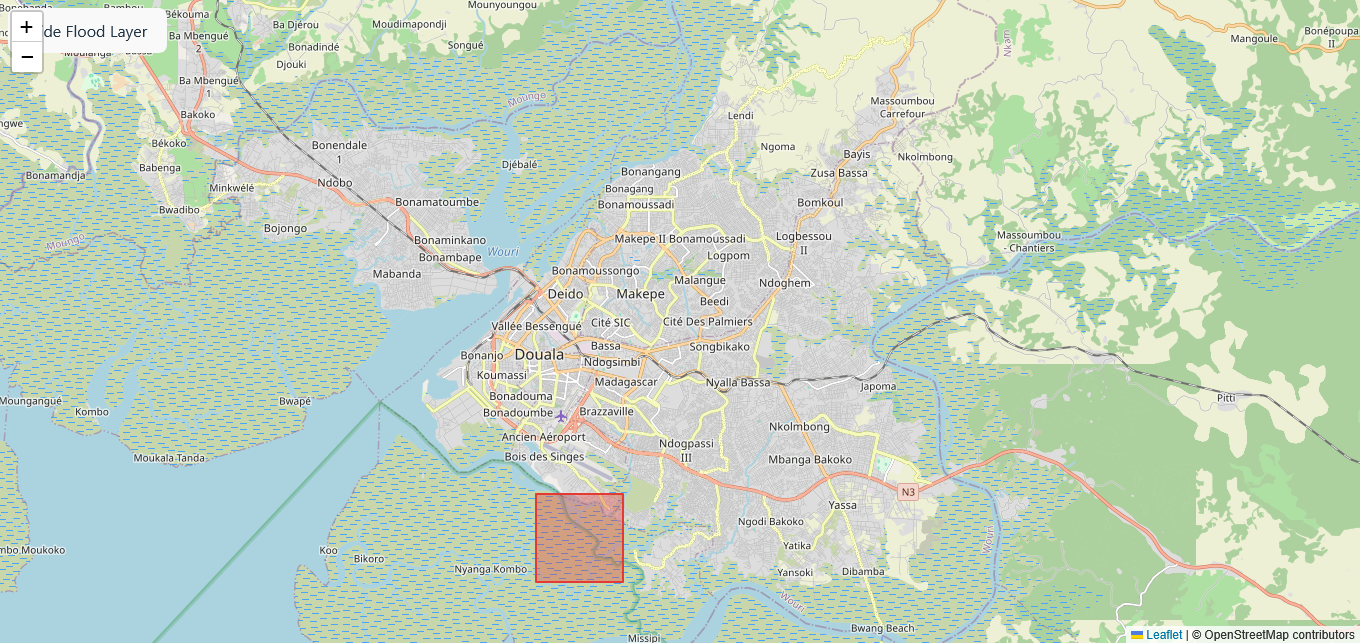 Bonendabo
Bambou
Békouma
Mounyoungou
+
de Flood Layer
−
Ba Djérou
Moudimapondji
Ba Mbengué
2
Bonadindé
Songué
Djouki
Nkam
Mangoule
Bonépoupa
II
Ba Mbengué
1
Moungo
Massoumbou
Carrefour
Bakoko
Lendi
Békoko
Bonendale
1
Ngoma
Bayis
Nkolmbong
Babenga
Djébalé
Bonamandja
Bonangang
Zusa Bassa
Minkwélé
Ndobo
Bonagang
Bonamoussadi
Bwadibo
Bonamatoumbe
Bomkoul
Bojongo
Moungo
Bonaminkano
Makepe II
Bonamoussadi
Logbessou
II
Massoumbou
- Chantiers
Bonambape
Wouri
Logpom
Mabanda
Bonamoussongo
Malangue
Ndoghem
Deido
Makepe
Beedi
Vallée Bessengue
Cité SIC
Cité Des Palmiers
Bonanjo
Douala
Bassa
Songbikako
Ndogsimbi
Koumassi
Madagascar
Nyalla Bassa
Japoma
Bonadouma
Pitti
Moungangué
Kombo
Bwapé
Bonadoumbe
Brazzaville
Ancien Aéroport
Ndogpassi
III
Nkolmbong
Moukala-Tanda
Bois des Singes
Mbanga Bakoko
N3
Yassa
Ngodi Bakoko
Wouri
mbo Moukoko
Koo
Bikoro
Nyanga Kombo
Yatika
Yansoki
Dibamba
Wouri
Missipi
Bwang Beach
Leaflet | © OpenStreetMap contributors